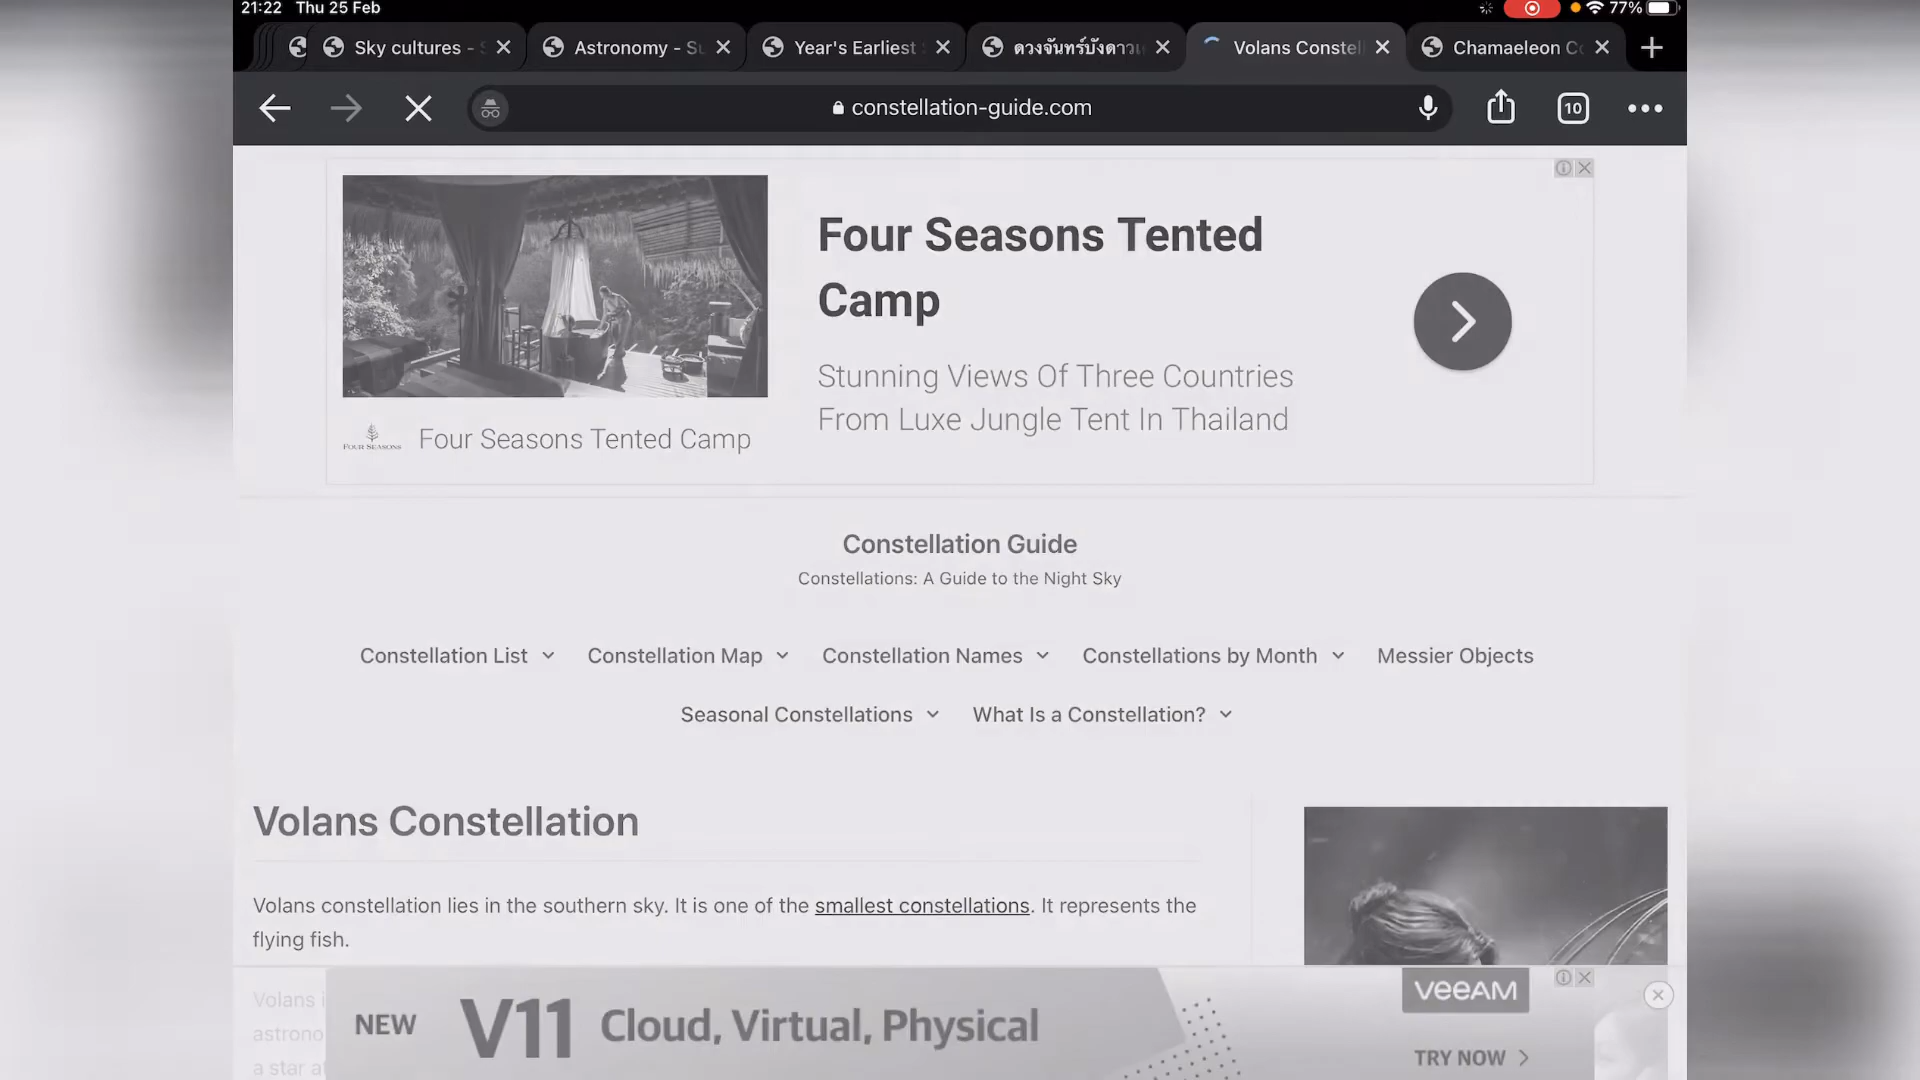 21:22 Thu 25 Feb
77%
Sky cultures -
Astronomy -
Year's Earliest
ดวงจันทร์บังดาว
Volans Constel
Chamaeleon C
constellation-guide.com
10
Four Seasons Tented
Camp
Stunning Views Of Three Countries
From Luxe Jungle Tent In Thailand
FOUR SEASONS
Four Seasons Tented Camp
Constellation Guide
Constellations: A Guide to the Night Sky
Constellation List
Constellation Map
Constellation Names
Constellations by Month
Messier Objects
Seasonal Constellations
What Is a Constellation?
Volans Constellation
Volans constellation lies in the southern sky. It is one of the smallest constellations. It represents the
flying fish.
Volans
astrono
a star
NEW V11 Cloud, Virtual, Physical
VEEAM
TRY NOW